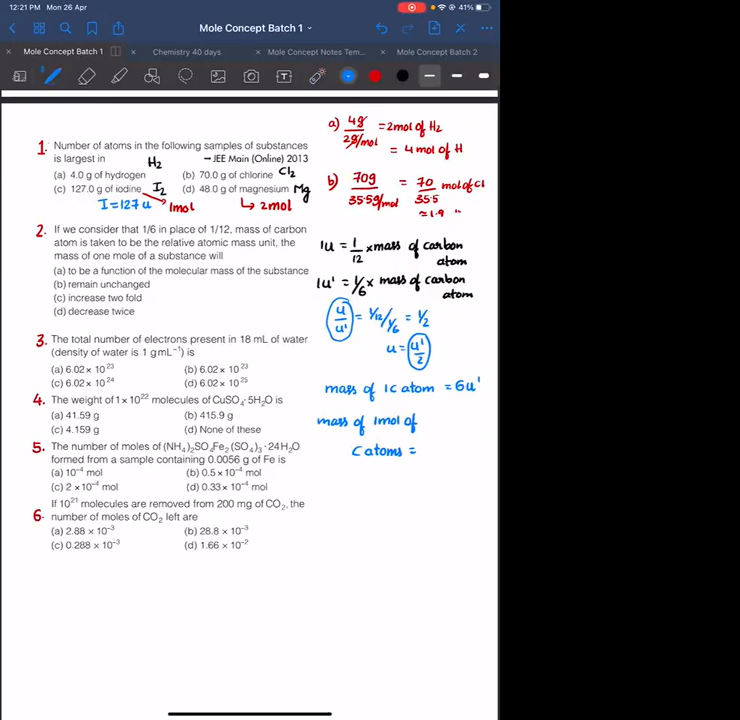 12:21 PM Mon 26 Apr
41%
Mole Concept Batch 1
Mole Concept Batch 1
Chemistry 40 days
Mole Concept Notes Tem...
Mole Concept Batch 2
1. Number of atoms in the following samples of substances
is largest in
H2
→JEE Main (Online) 2013
(a) 4.0 g of hydrogen
(b) 70.0 g of chlorine Cl2
(c) 127.0 g of iodine I2
(d) 48.0 g of magnesium Mg
I = 127 u
1mol
↳ 2mol
2. If we consider that 1/6 in place of 1/12, mass of carbon
atom is taken to be the relative atomic mass unit, the
mass of one mole of a substance will
(a) to be a function of the molecular mass of the substance
(b) remain unchanged
(c) increase two fold
(d) decrease twice
3. The total number of electrons present in 18 mL of water
(density of water is 1 gmL⁻¹) is
(a) 6.02 × 10²³
(b) 6.02 × 10²³
(c) 6.02 × 10²⁴
(d) 6.02 × 10²⁵
4. The weight of 1×10²² molecules of CuSO₄·5H₂O is
(a) 41.59 g
(b) 415.9 g
(c) 4.159 g
(d) None of these
5. The number of moles of (NH₄)₂SO₄Fe₂(SO₄)₃·24H₂O
formed from a sample containing 0.0056 g of Fe is
(a) 10⁻⁴ mol
(b) 0.5×10⁻⁴ mol
(c) 2 × 10⁻⁴ mol
(d) 0.33×10⁻⁴ mol
If 10²¹ molecules are removed from 200 mg of CO₂, the
6. number of moles of CO₂ left are
(a) 2.88 × 10⁻³
(b) 28.8 × 10⁻³
(c) 0.288 × 10⁻³
(d) 1.66 × 10⁻²
a) 4g/2g/mol = 2mol of H2
= 4 mol of H
b) 70g/35.5g/mol = 70/35.5 mol of Cl
≈1.9 "
1u = 1/12 × mass of carbon
atom
1u' = 1/6 × mass of carbon
atom
u/u' = 1/12/1/6 = 1/2
u = u'/2
mass of 1C atom = 6u'
mass of 1mol of
C atoms =